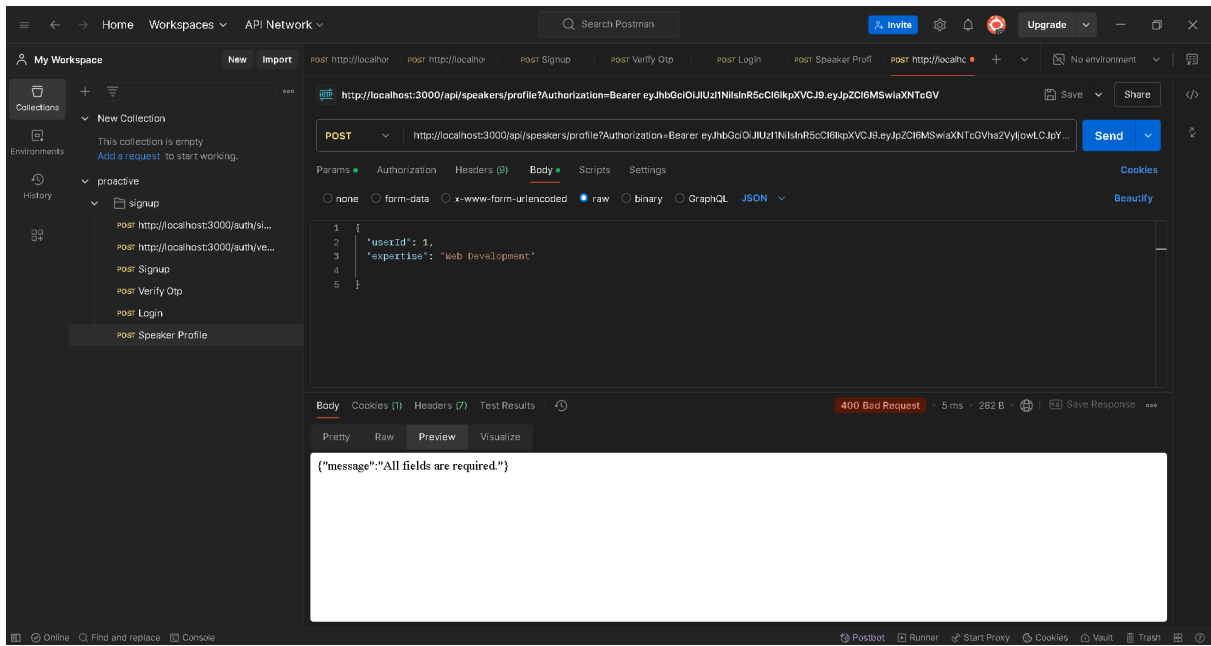 Home Workspaces API Network Search Postman Invite Upgrade
My Workspace New Import POST http://localhos POST http://localhos POST Signup POST Verify Otp POST Login POST Speaker Profi POST http://localhc No environment
Collections
Environments
History
New Collection
This collection is empty
Add a request to start working.
proactive
signup
POST http://localhost:3000/auth/si...
POST http://localhost:3000/auth/ve...
POST Signup
POST Verify Otp
POST Login
POST Speaker Profile
HTTP http://localhost:3000/api/speakers/profile?Authorization=Bearer eyJhbGciOiJIUzI1NiIsInR5cCI6IkpXVCJ9.eyJpZCI6MSwiaXNTcGV Save Share
POST http://localhost:3000/api/speakers/profile?Authorization=Bearer eyJhbGciOiJIUzI1NiIsInR5cCI6IkpXVCJ9.eyJpZCI6MSwiaXNTcGVha2VyIjowLCJpY... Send
Params Authorization Headers (9) Body Scripts Settings Cookies
none form-data x-www-form-urlencoded raw binary GraphQL JSON Beautify
1 {
2 "userId": 1,
3 "expertise": "Web Development"
4
5 }
Body Cookies (1) Headers (7) Test Results 400 Bad Request 5 ms 282 B Save Response
Pretty Raw Preview Visualize
{"message":"All fields are required."}
Online Find and replace Console Postbot Runner Start Proxy Cookies Vault Trash